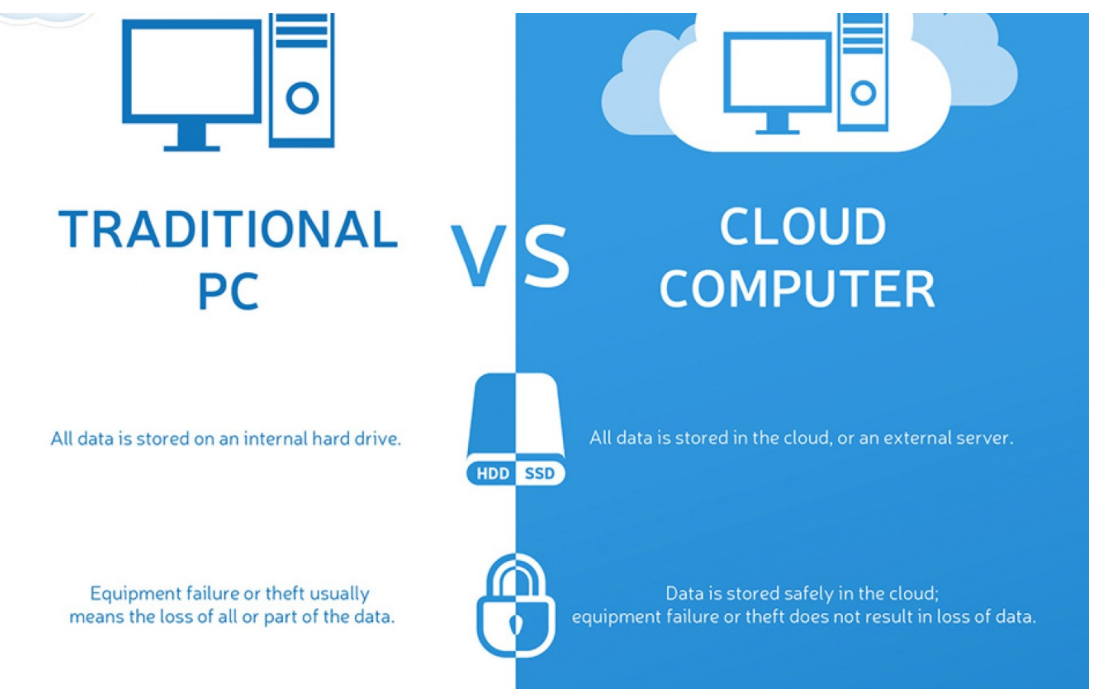 TRADITIONAL
PC
VS
CLOUD
COMPUTER
All data is stored on an internal hard drive.
HDD SSD
All data is stored in the cloud, or an external server.
Equipment failure or theft usually
means the loss of all or part of the data.
Data is stored safely in the cloud;
equipment failure or theft does not result in loss of data.